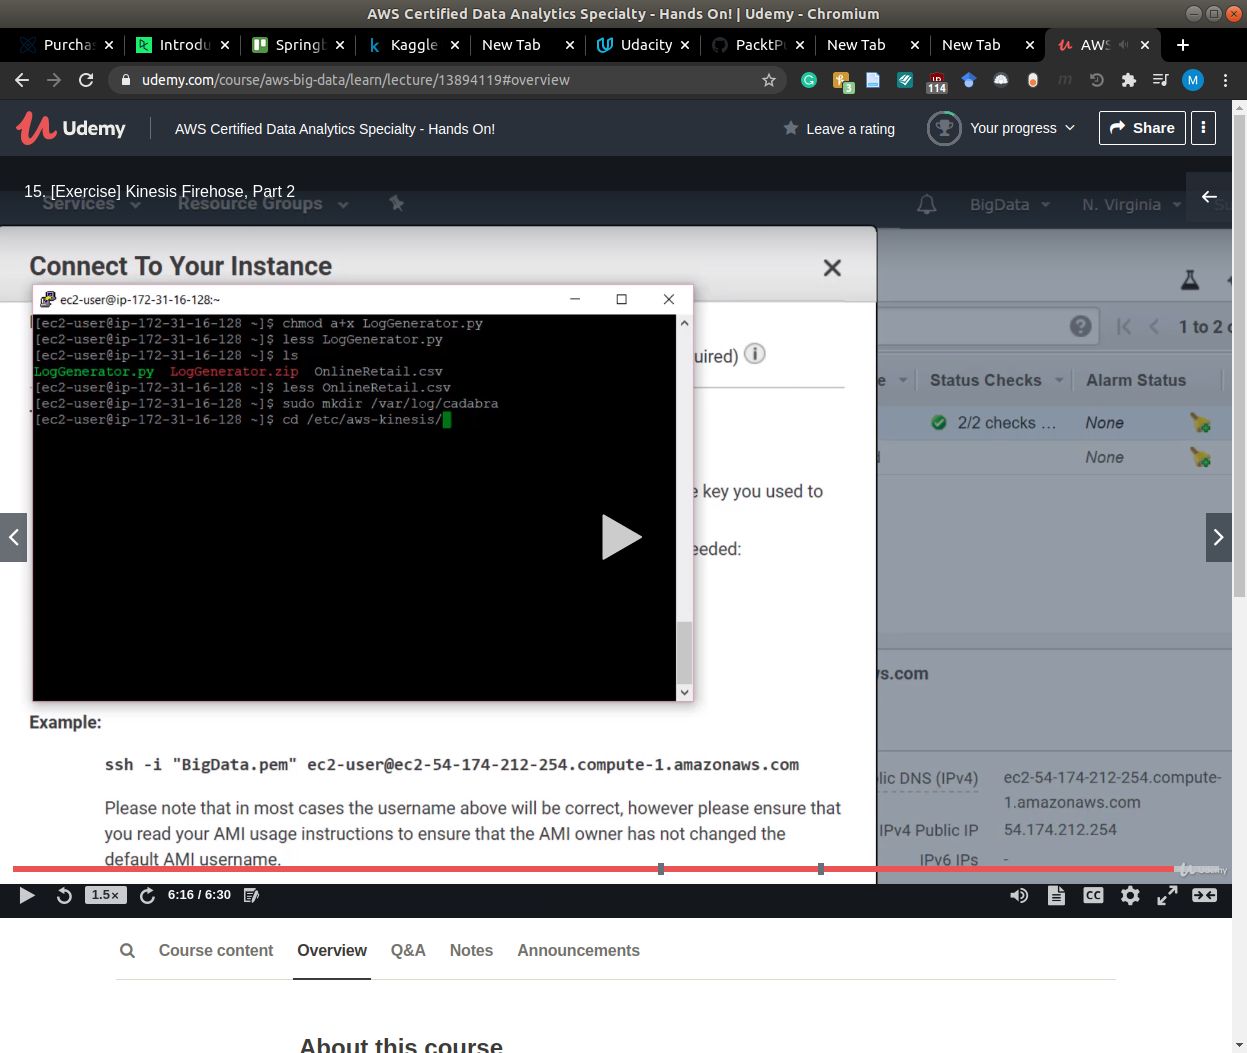 AWS Certified Data Analytics Specialty - Hands On! | Udemy - Chromium
Purchas
Introdu
Springb
Kaggle
New Tab
Udacity
PacktP
New Tab
New Tab
AWS
udemy.com/course/aws-big-data/learn/lecture/13894119#overview
3
114
M
Udemy
AWS Certified Data Analytics Specialty - Hands On!
Leave a rating
Your progress
Share
15. [Exercise] Kinesis Firehose, Part 2
Services
Resource Groups
BigData
N. Virginia
Su
Connect To Your Instance
ec2-user@ip-172-31-16-128:~
[ec2-user@ip-172-31-16-128 ~]$ chmod a+x LogGenerator.py
[ec2-user@ip-172-31-16-128 ~]$ less LogGenerator.py
[ec2-user@ip-172-31-16-128 ~]$ ls
LogGenerator.py LogGenerator.zip OnlineRetail.csv
[ec2-user@ip-172-31-16-128 ~]$ less OnlineRetail.csv
[ec2-user@ip-172-31-16-128 ~]$ sudo mkdir /var/log/cadabra
[ec2-user@ip-172-31-16-128 ~]$ cd /etc/aws-kinesis/
uired)
1 to 2 o
e
Status Checks
Alarm Status
2/2 checks ...
None
d
None
e key you used to
eeded:
vs.com
Example:
ssh -i "BigData.pem" ec2-user@ec2-54-174-212-254.compute-1.amazonaws.com
Please note that in most cases the username above will be correct, however please ensure that
you read your AMI usage instructions to ensure that the AMI owner has not changed the
default AMI username.
lic DNS (IPv4)
ec2-54-174-212-254.compute-
1.amazonaws.com
IPv4 Public IP
54.174.212.254
IPv6 IPs
-
Udemy
1.5×
6:16 / 6:30
CC
Course content
Overview
Q&A
Notes
Announcements
About this course